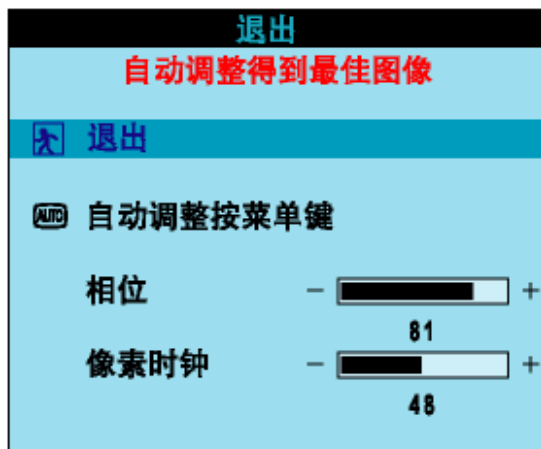 退出
自动调整得到最佳图像
退出
AUTO 自动调整按菜单键
相位 − +
81
像素时钟 − +
48